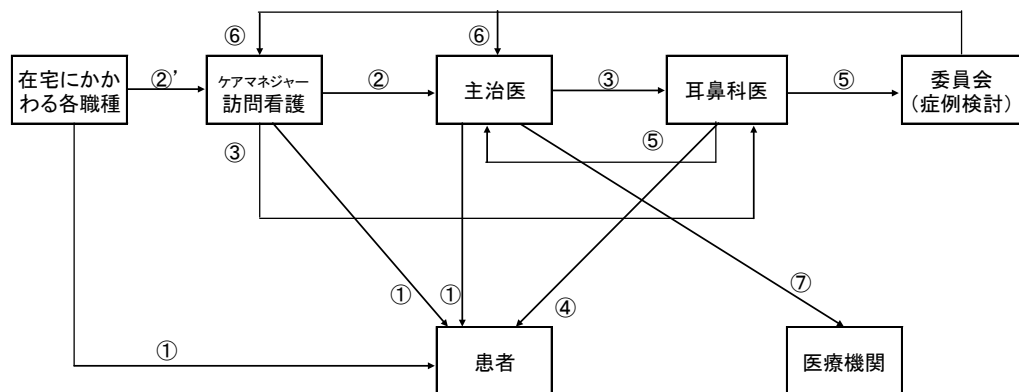 ⑥
⑥
在宅にかか
わる各職種
②’
ケアマネジャー
訪問看護
②
主治医
③
耳鼻科医
⑤
委員会
（症例検討）
③
⑤
①
①
④
⑦
①
患者
医療機関